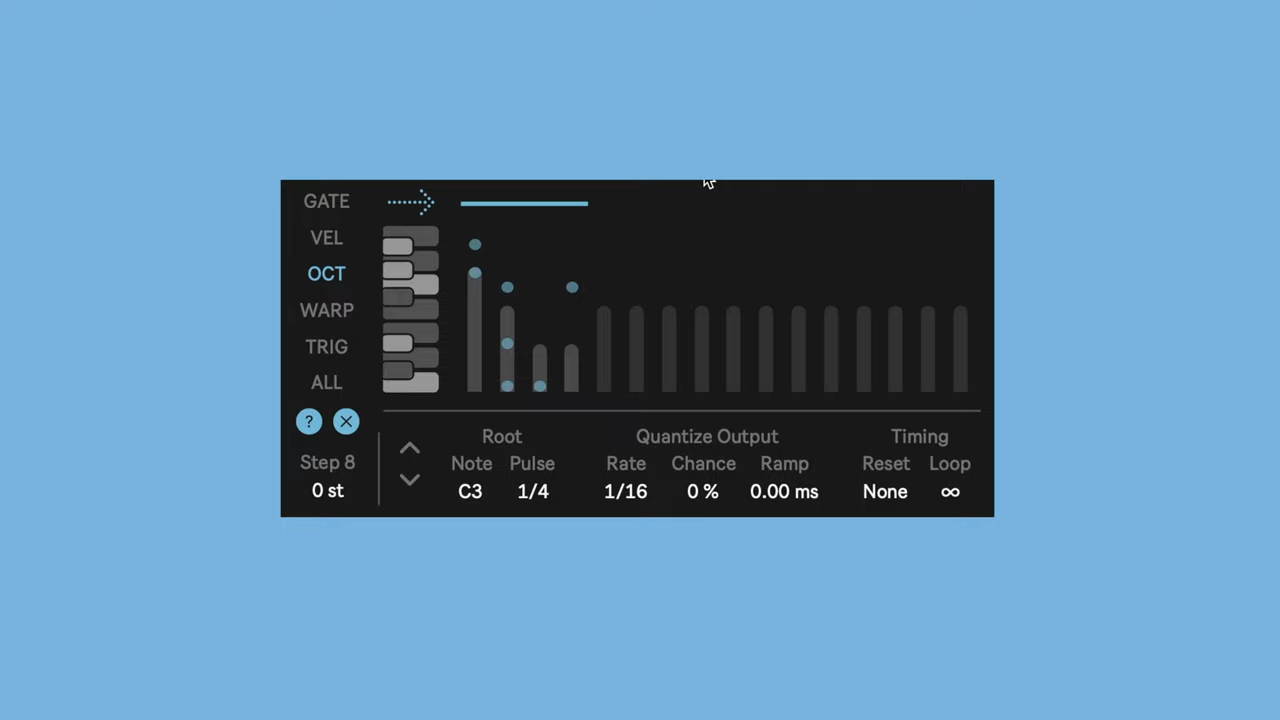 GATE
VEL
OCT
WARP
TRIG
ALL
? ×
Step 8
0 st
Root
Note Pulse
C3 1/4
Quantize Output
Rate Chance Ramp
1/16 0 % 0.00 ms
Timing
Reset Loop
None ∞